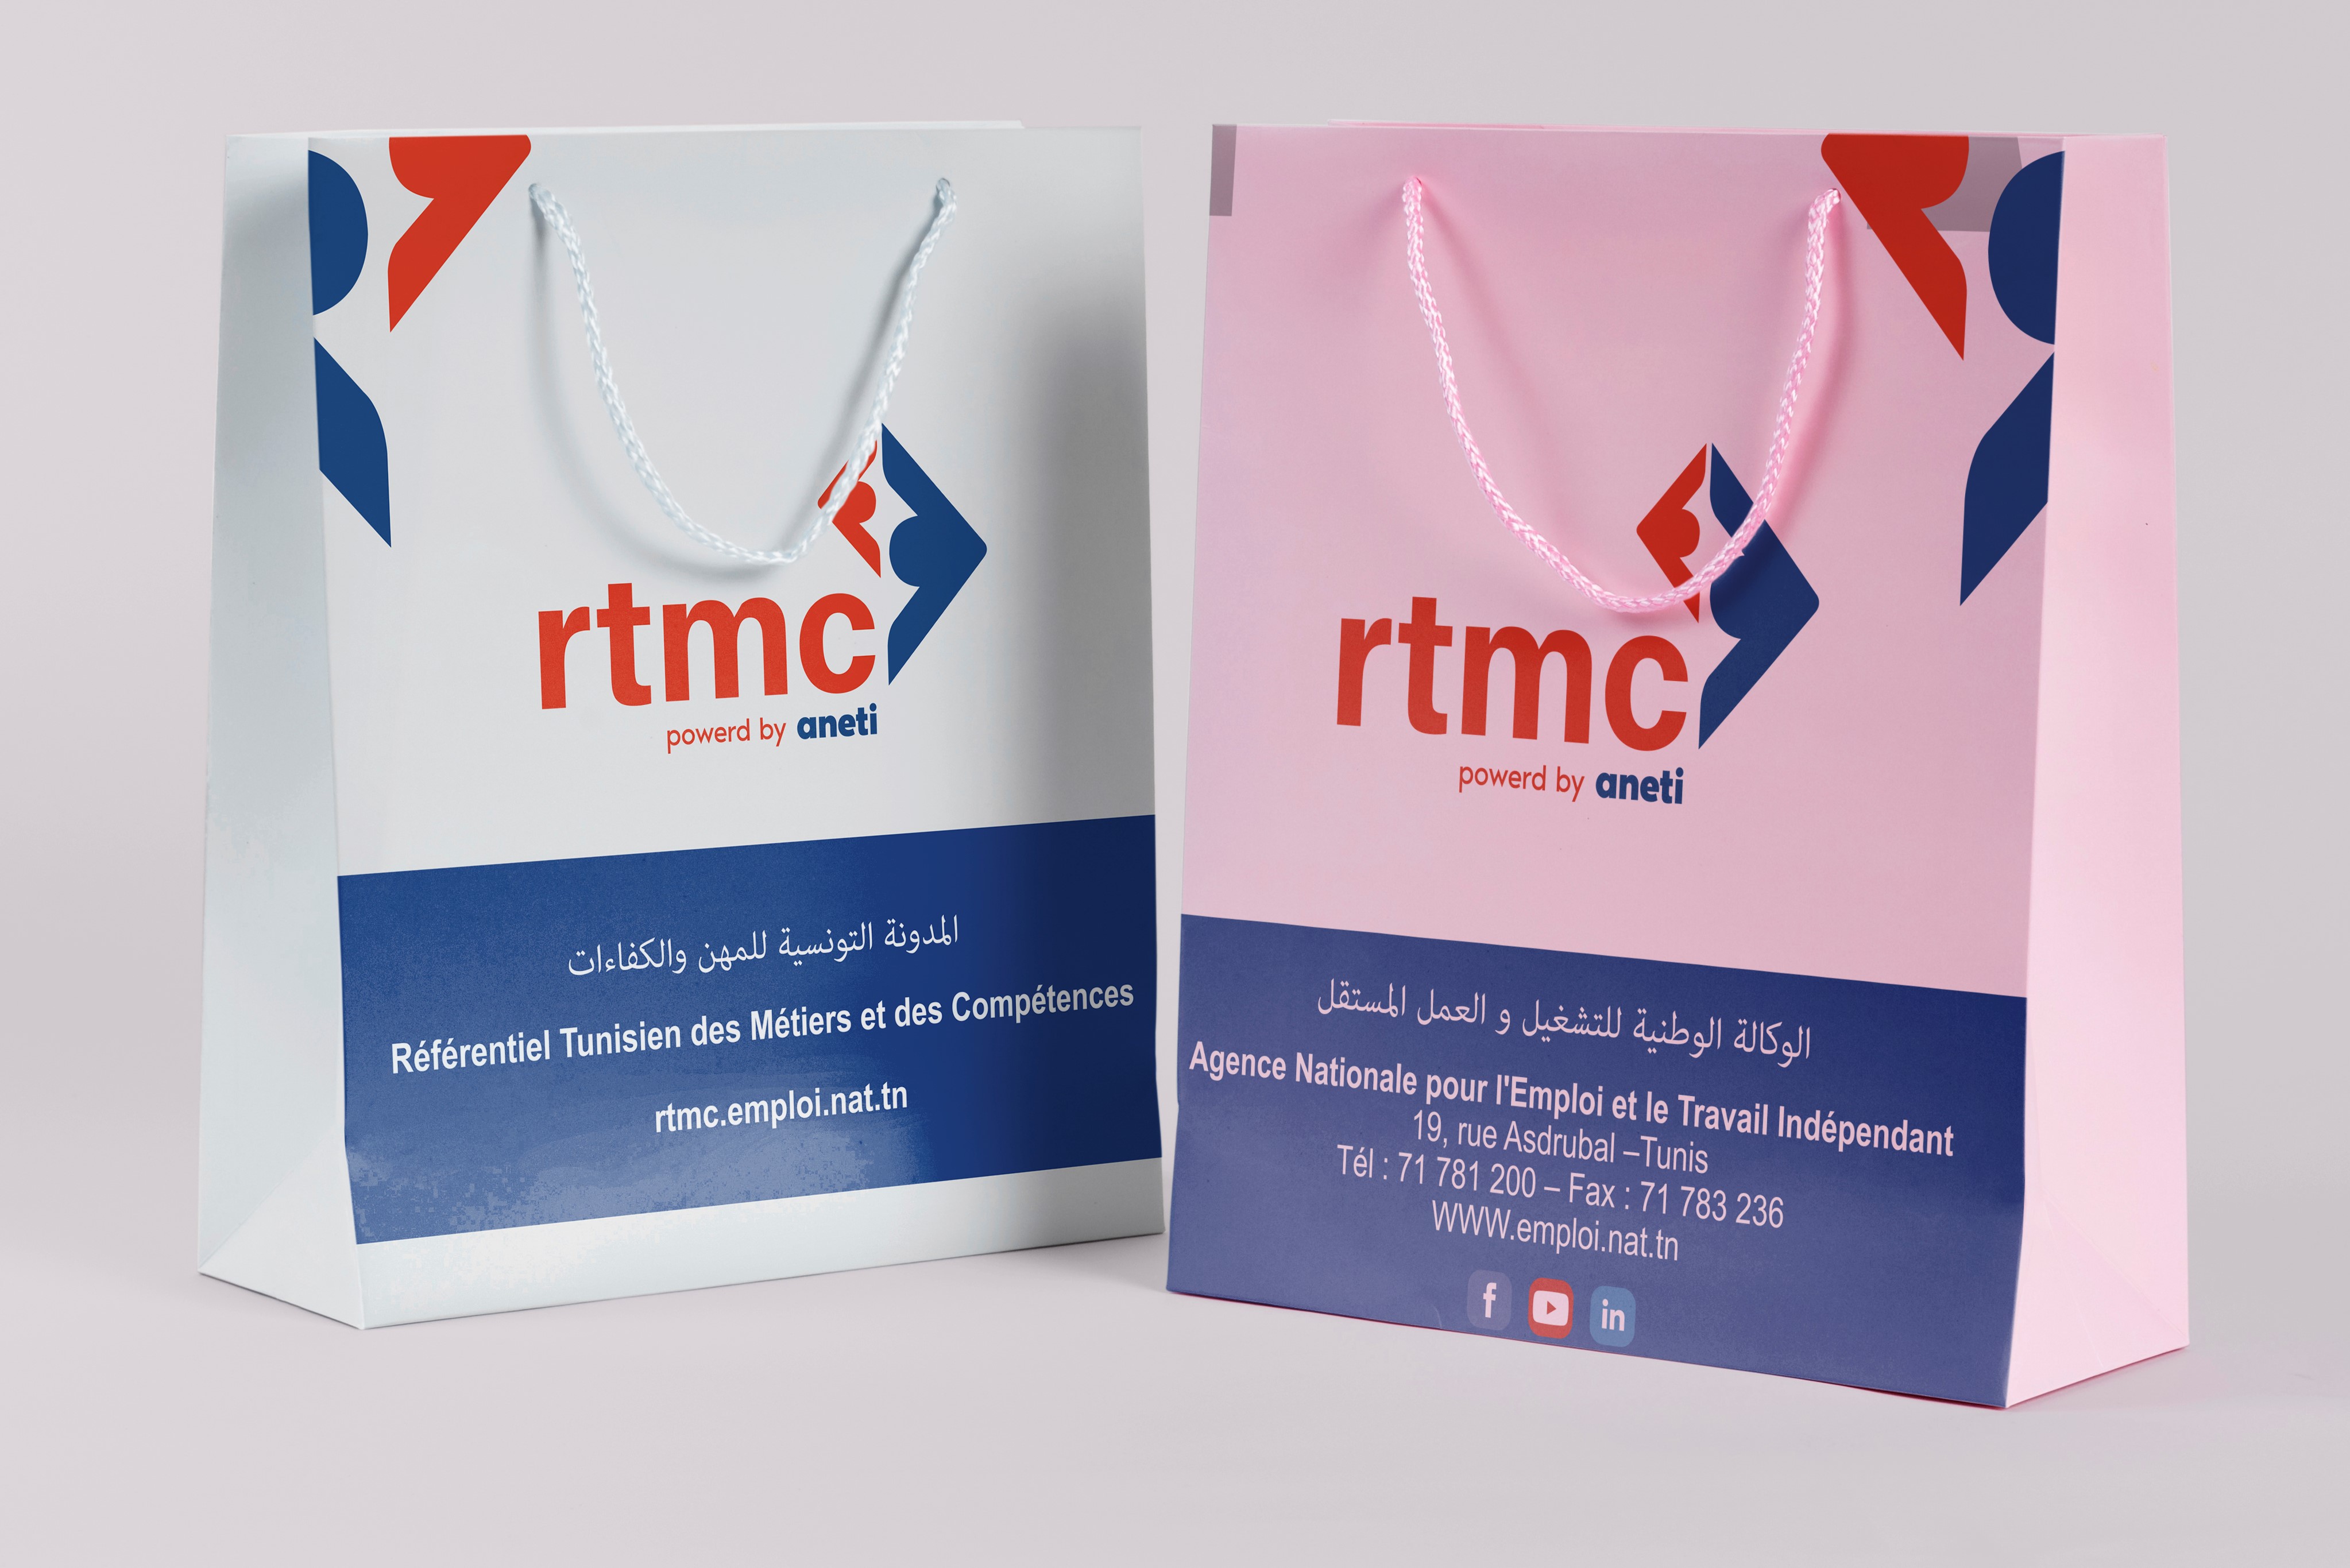 rtmc
powerd by aneti
المدونة التونسية للمهن والكفاءات
Référentiel Tunisien des Métiers et des Compétences
rtmc.emploi.nat.tn
rtmc
powerd by aneti
الوكالة الوطنية للتشغيل و العمل المستقل
Agence Nationale pour l'Emploi et le Travail Indépendant
19, rue Asdrubal –Tunis
Tél : 71 781 200 – Fax : 71 783 236
WWW.emploi.nat.tn
f in